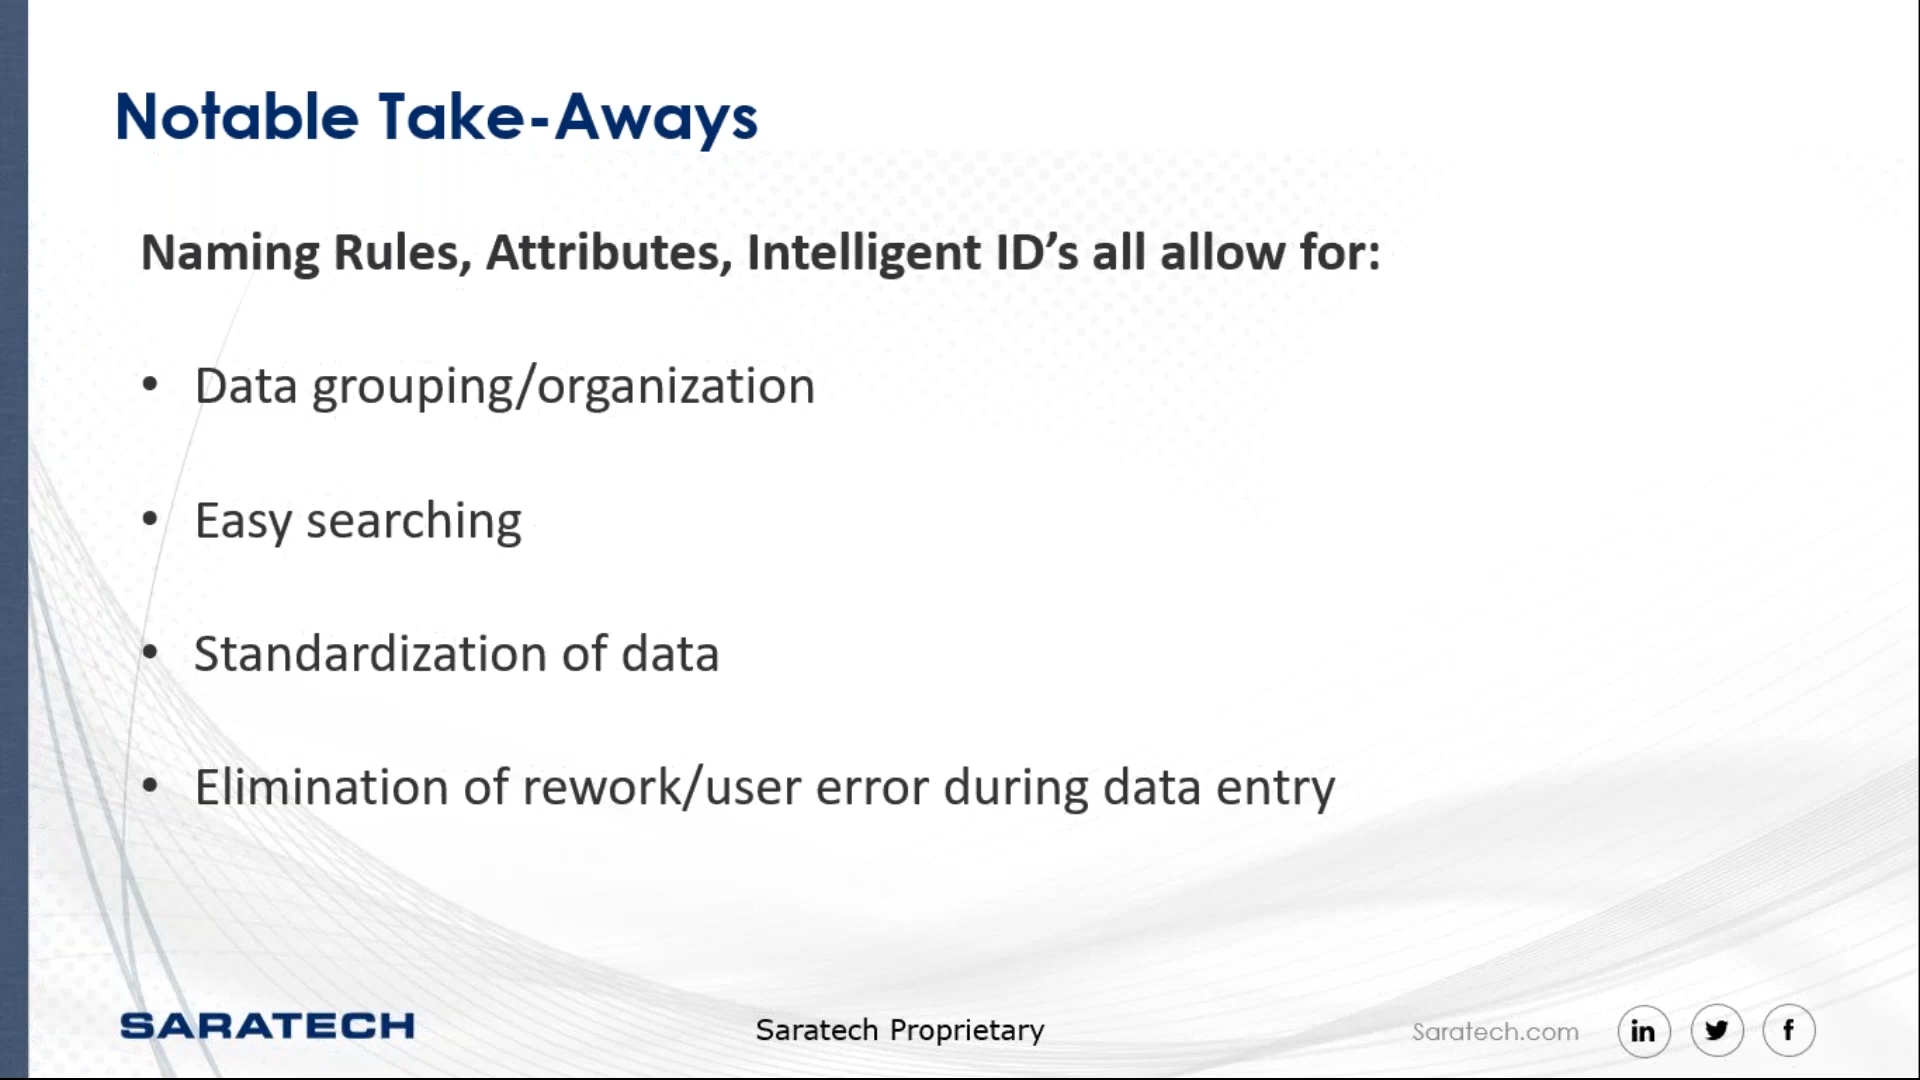 Notable Take-Aways
Naming Rules, Attributes, Intelligent ID’s all allow for:
• Data grouping/organization
• Easy searching
• Standardization of data
• Elimination of rework/user error during data entry
SARATECH
Saratech Proprietary
Saratech.com
in
f